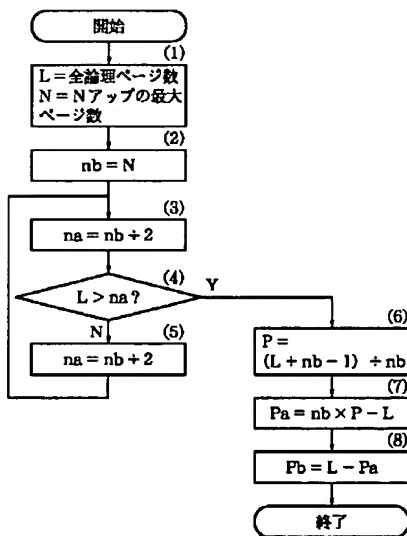 開始
(1)
L=全論理ページ数
N=Nアップの最大
ページ数
(2)
nb=N
(3)
na=nb÷2
(4)
L>na?
Y
N
(5)
na=nb÷2
(6)
P=
(L+nb-1)÷nb
(7)
Pa=nb×P-L
(8)
Pb=L-Pa
終了